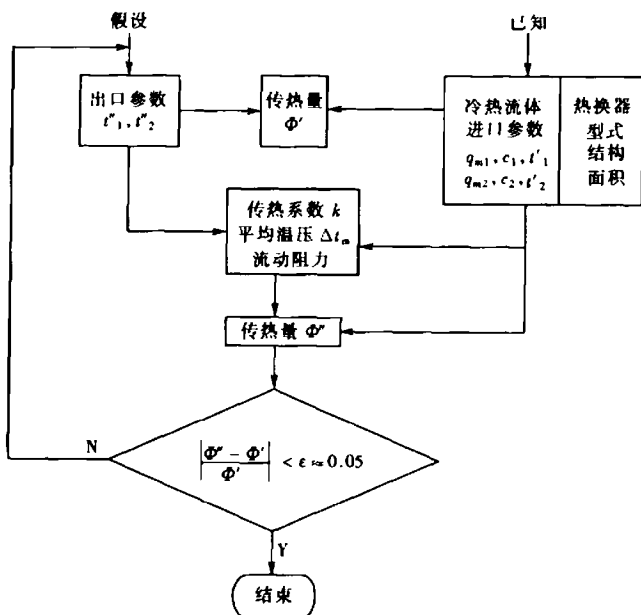 假设
已知
出口参数
t″₁,t″₂
传热量
Φ′
冷热流体
进口参数
qm1,c1,t′₁
qm2,c2,t′₂
热换器
型式
结构
面积
传热系数 k
平均温压 Δtm
流动阻力
传热量 Φ″
N
|Φ″ − Φ′ / Φ′| < ε≈0.05
Y
结束